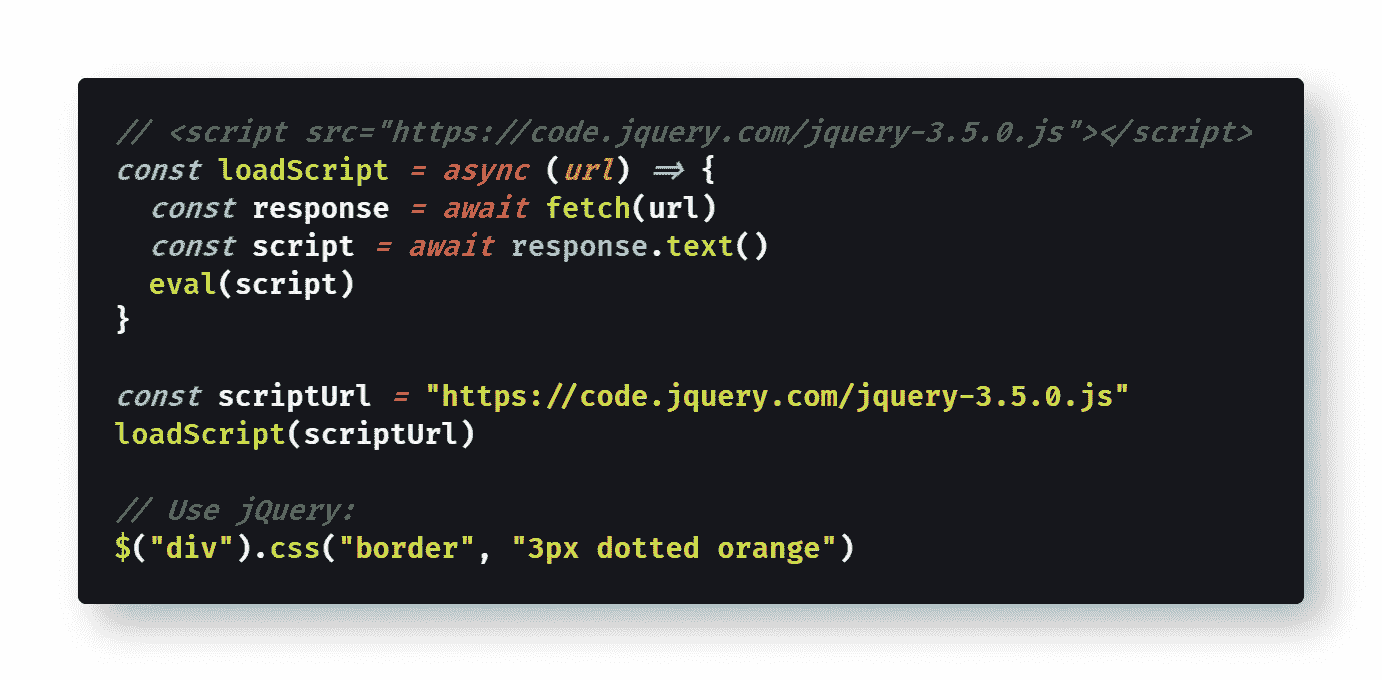 // <script src="https://code.jquery.com/jquery-3.5.0.js"></script>
const loadScript = async (url) => {
  const response = await fetch(url)
  const script = await response.text()
  eval(script)
}

const scriptUrl = "https://code.jquery.com/jquery-3.5.0.js"
loadScript(scriptUrl)

// Use jQuery:
$("div").css("border", "3px dotted orange")